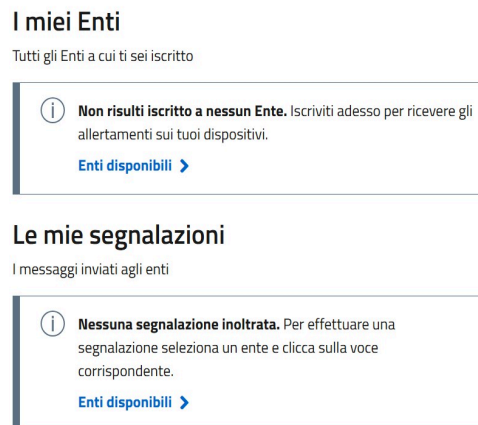 I miei Enti
Tutti gli Enti a cui ti sei iscritto
Non risulti iscritto a nessun Ente. Iscriviti adesso per ricevere gli
allertamenti sui tuoi dispositivi.
Enti disponibili
Le mie segnalazioni
I messaggi inviati agli enti
Nessuna segnalazione inoltrata. Per effettuare una
segnalazione seleziona un ente e clicca sulla voce
corrispondente.
Enti disponibili